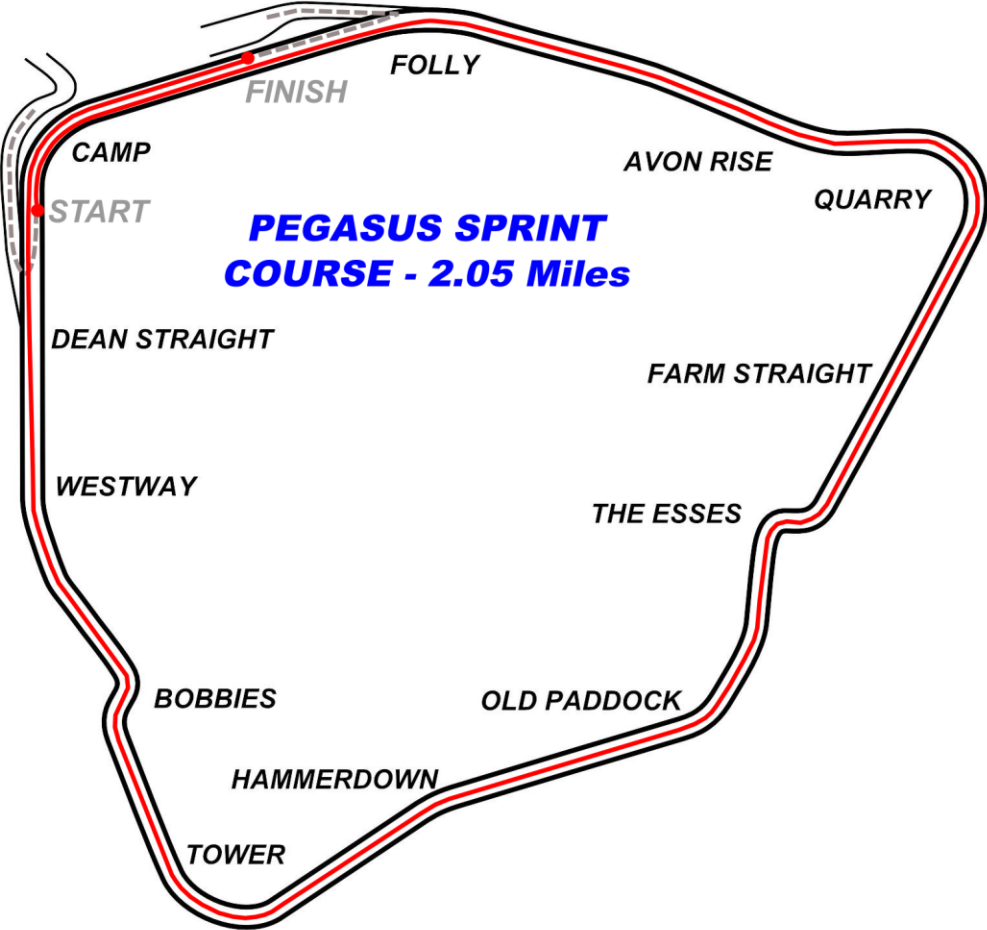 FOLLY
FINISH
CAMP
AVON RISE
QUARRY
START
PEGASUS SPRINT
COURSE - 2.05 Miles
DEAN STRAIGHT
FARM STRAIGHT
WESTWAY
THE ESSES
BOBBIES
OLD PADDOCK
HAMMERDOWN
TOWER